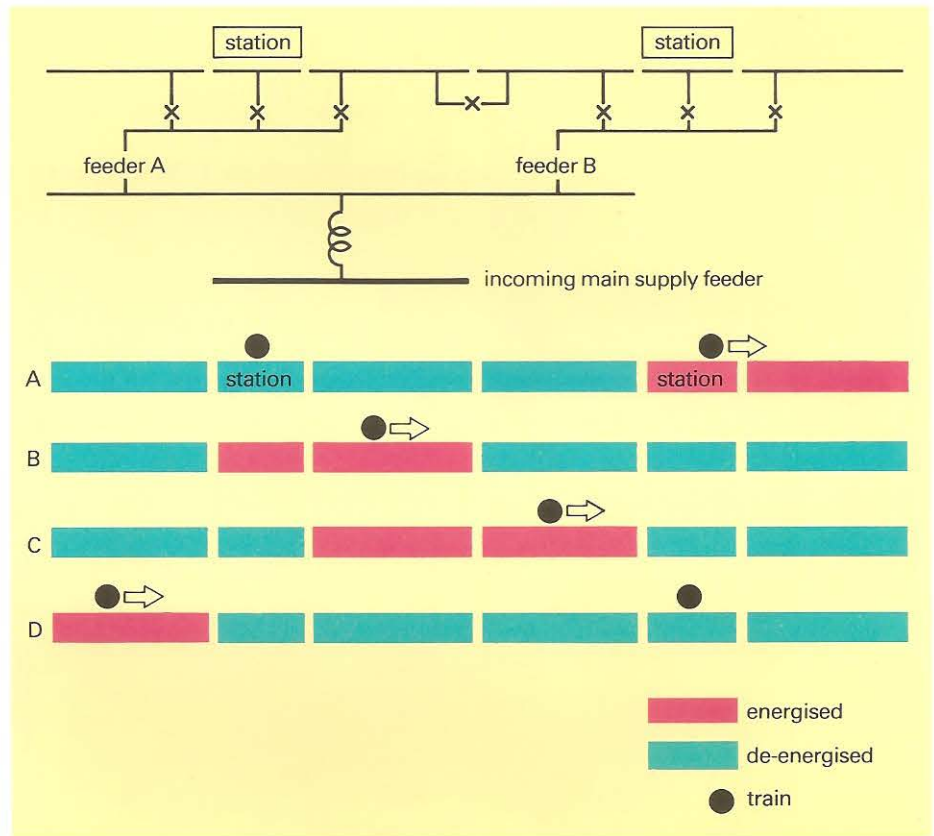 station station
feeder A feeder B
incoming main supply feeder
A station station
B
C
D
energised
de-energised
train